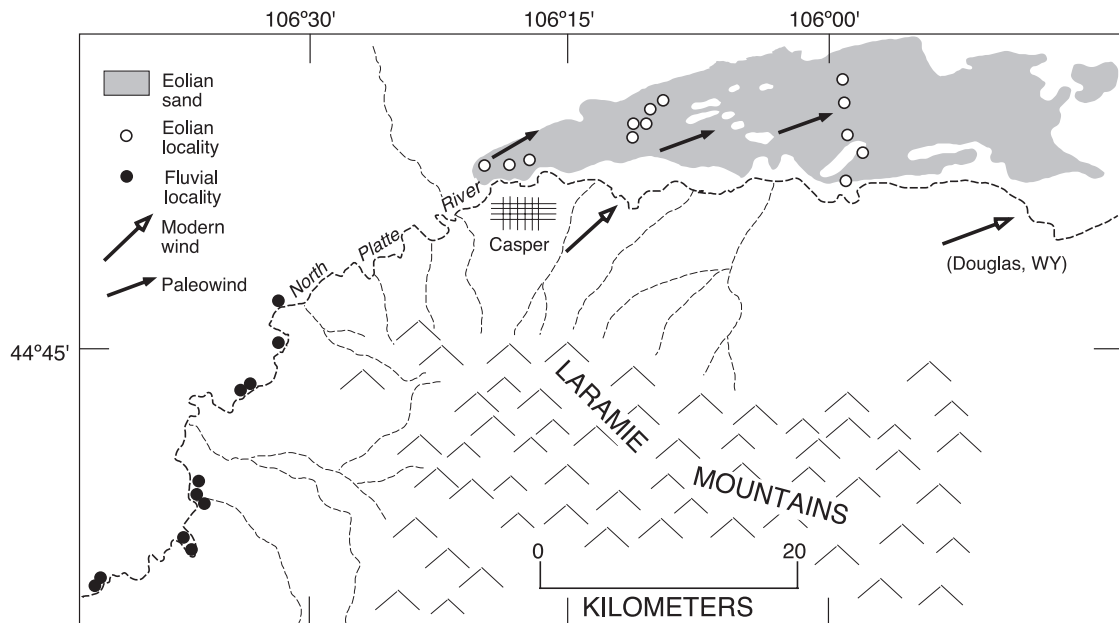 106°30'
106°15'
106°00'
Eolian
sand
Eolian
locality
Fluvial
locality
Modern
wind
Paleowind
North Platte River
Casper
(Douglas, WY)
44°45'
LARAMIE
MOUNTAINS
0
20
KILOMETERS